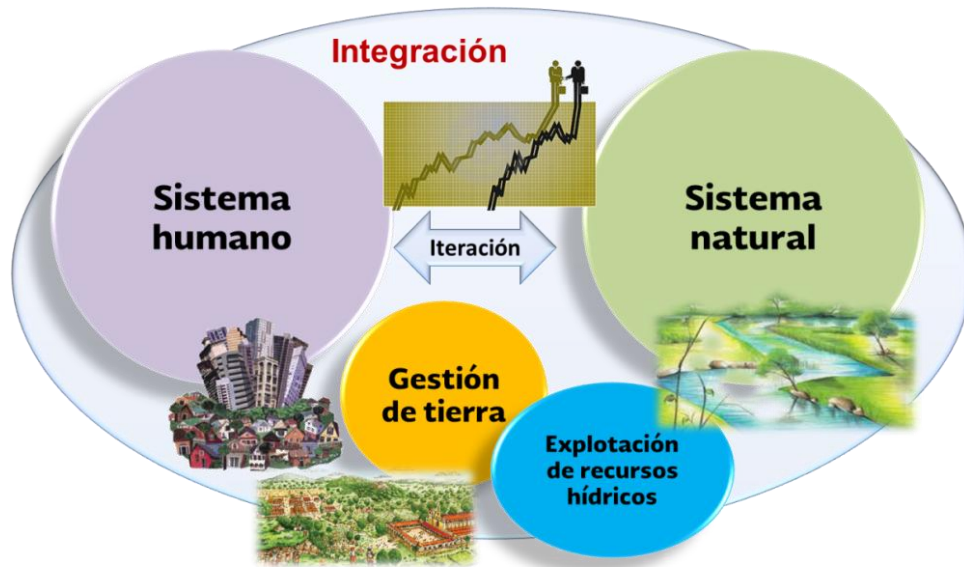 Integración
Sistema
humano
Iteración
Sistema
natural
Gestión
de tierra
Explotación
de recursos
hídricos